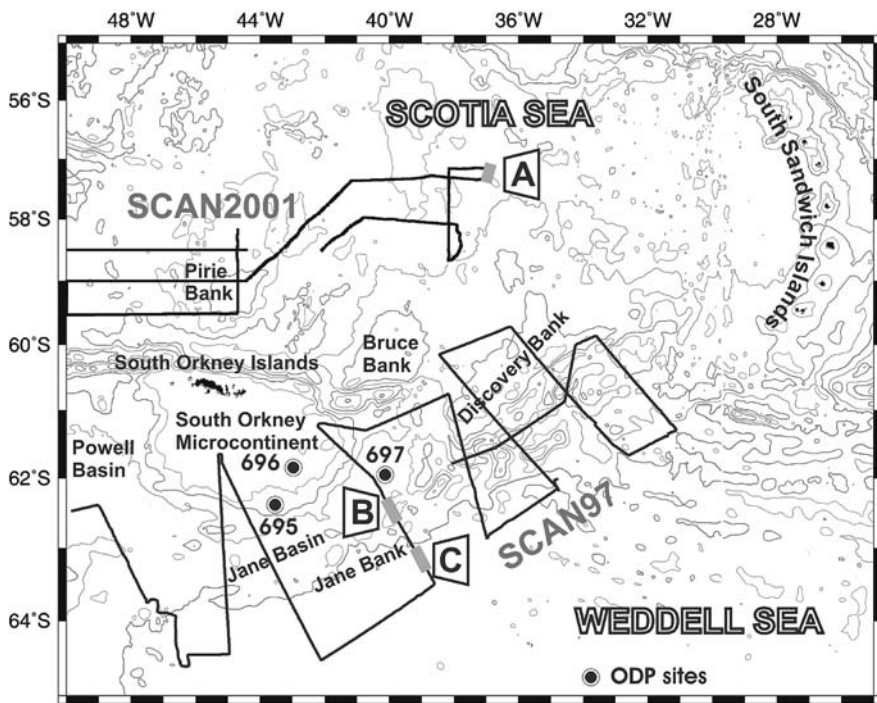 48°W 44°W 40°W 36°W 32°W 28°W
56°S
58°S
60°S
62°S
64°S
SCOTIA SEA
South Sandwich Islands
A
SCAN2001
Pirie
Bank
Bruce
Bank
Discovery Bank
South Orkney Islands
South Orkney
Microcontinent
Powell
Basin
696
697
695
B
SCAN97
Jane Basin
Jane Bank
C
WEDDELL SEA
ODP sites